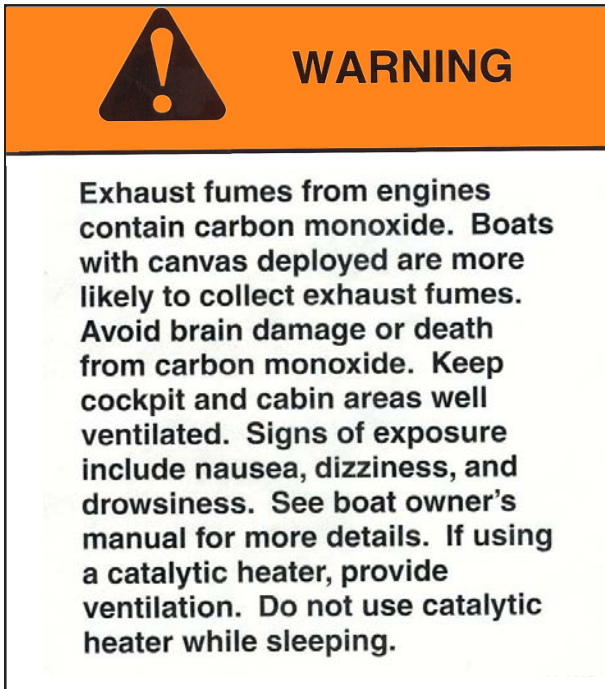 WARNING
Exhaust fumes from engines
contain carbon monoxide. Boats
with canvas deployed are more
likely to collect exhaust fumes.
Avoid brain damage or death
from carbon monoxide. Keep
cockpit and cabin areas well
ventilated. Signs of exposure
include nausea, dizziness, and
drowsiness. See boat owner's
manual for more details. If using
a catalytic heater, provide
ventilation. Do not use catalytic
heater while sleeping.